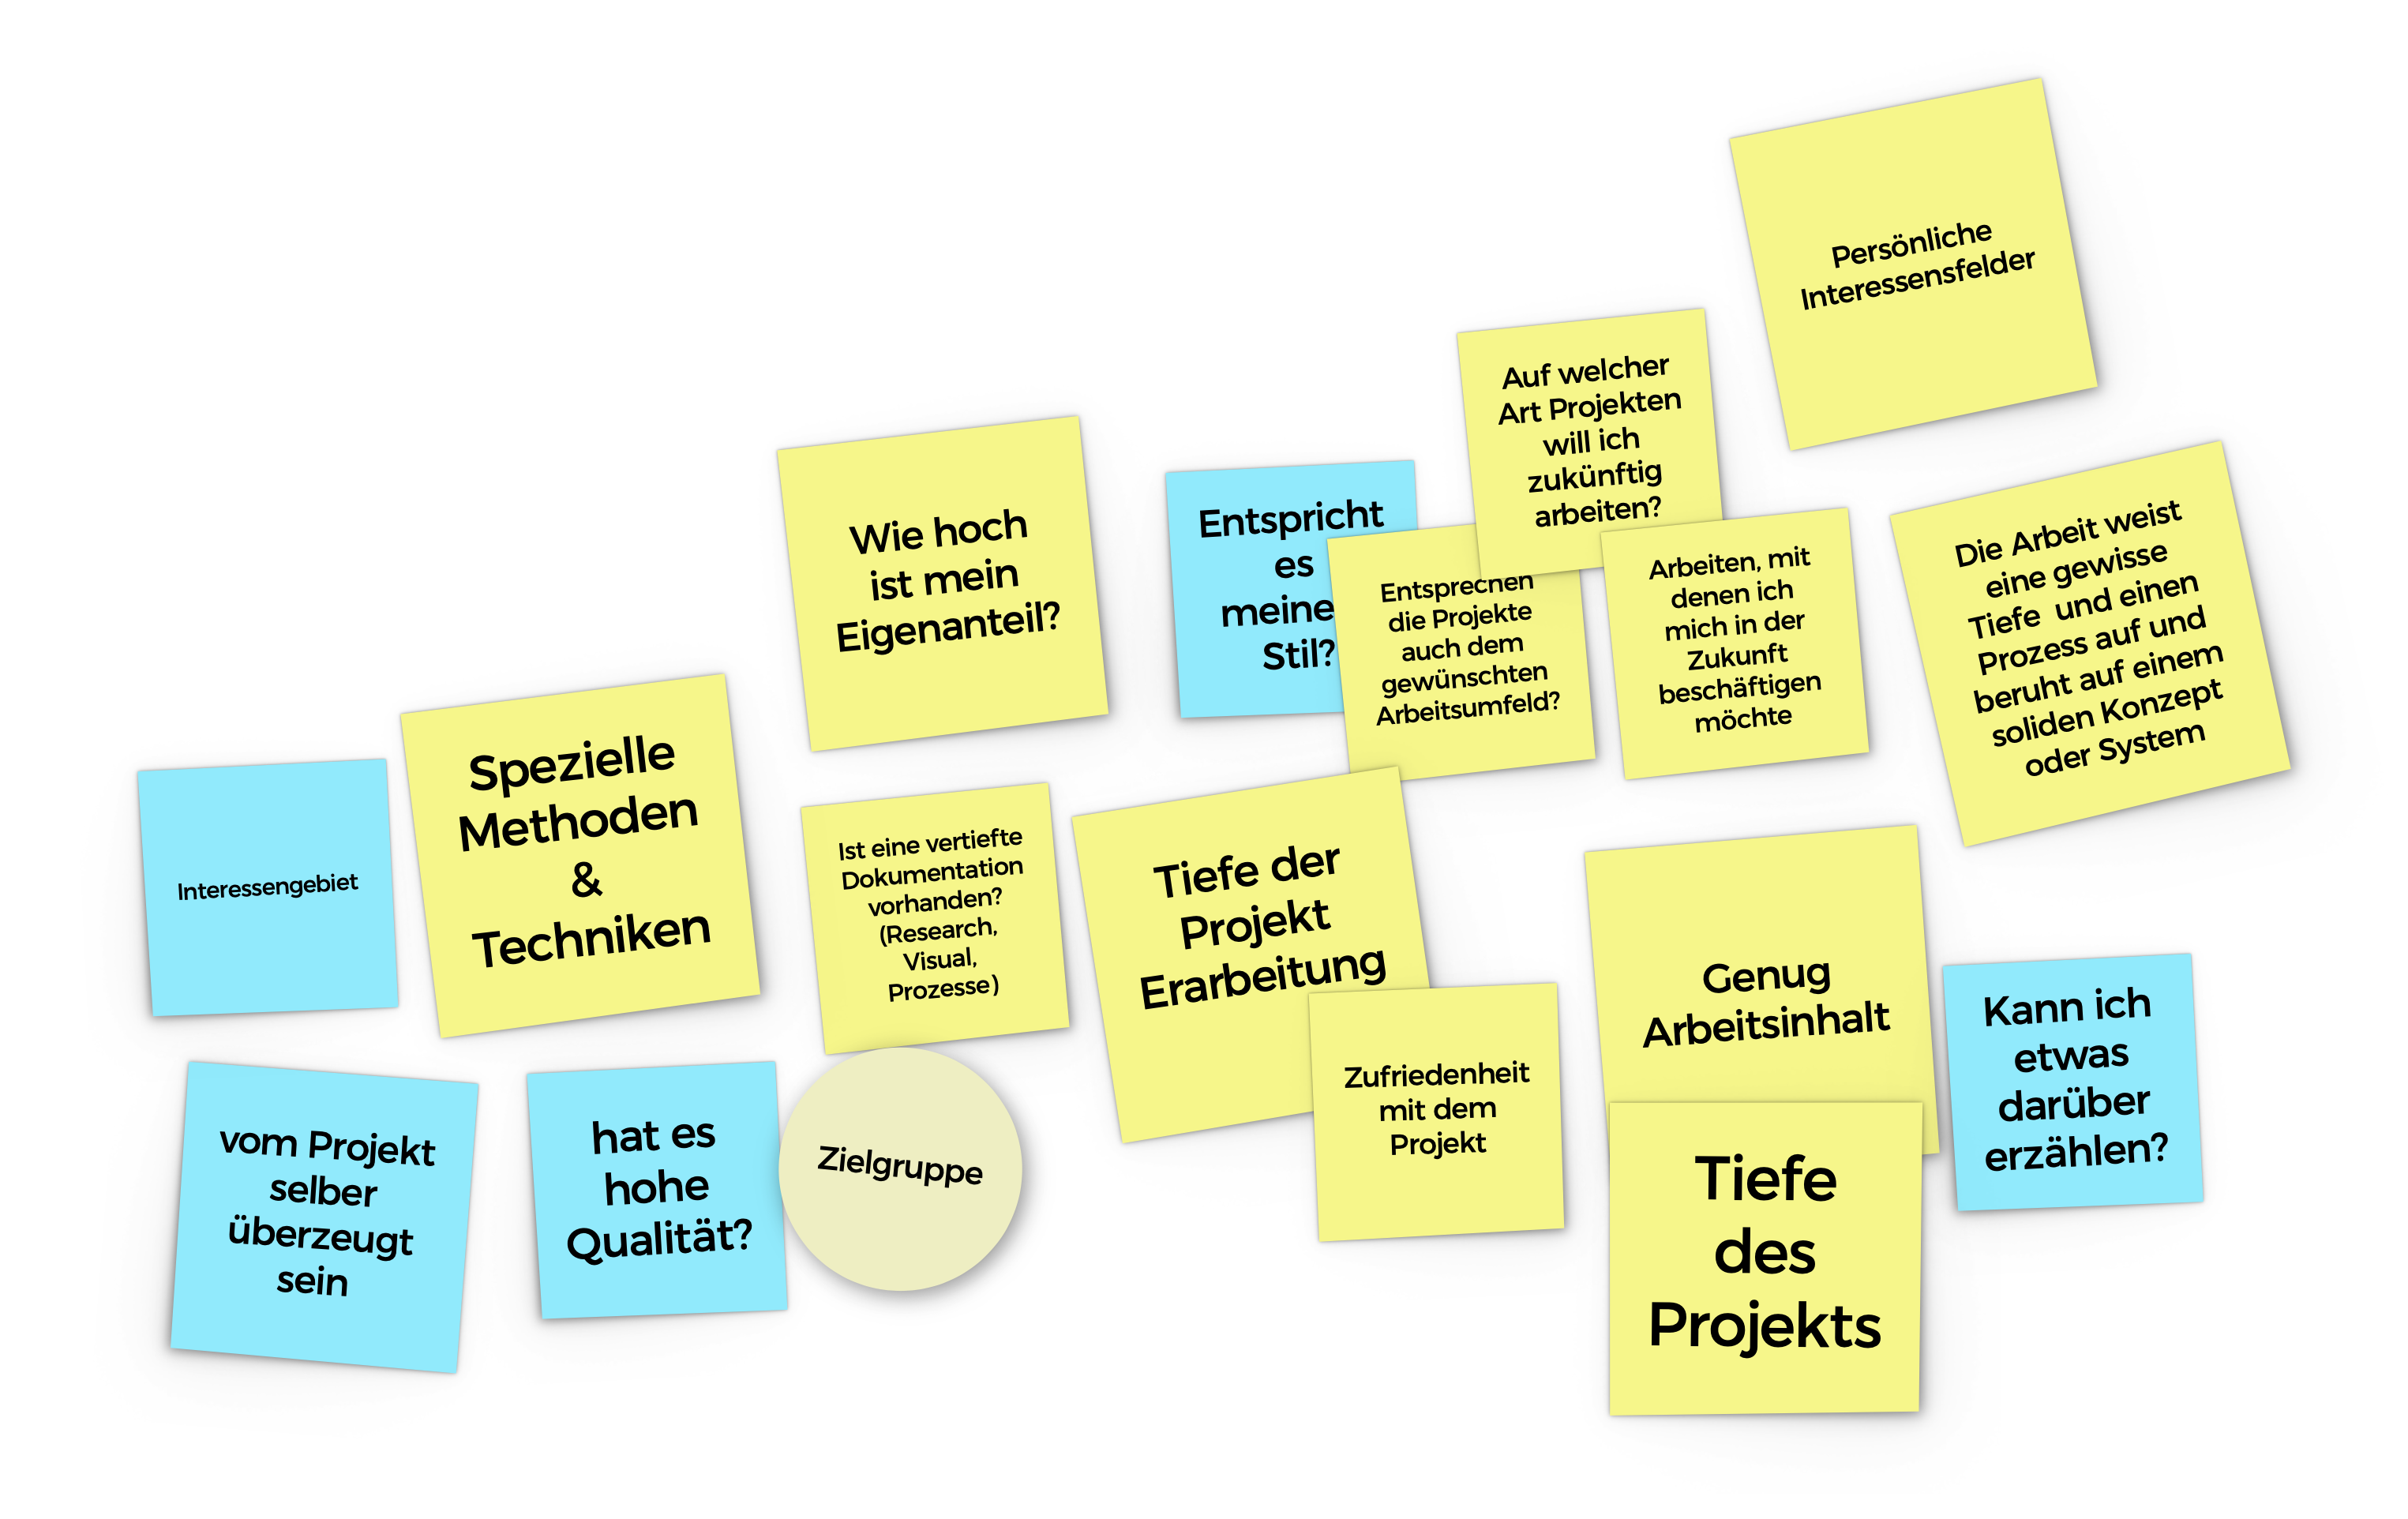 Persönliche
Interessensfelder
Auf welcher
Art Projekten
will ich
zukünftig
arbeiten?
Wie hoch
ist mein
Eigenanteil?
Entspricht
es
Stil?
Entsprechen
die Projekte
auch dem
gewünschten
Arbeitsumfeld?
Arbeiten, mit
denen ich
mich in der
Zukunft
beschäftigen
möchte
Die Arbeit weist
eine gewisse
Tiefe und einen
Prozess auf und
beruht auf einem
soliden Konzept
oder System
Interessengebiet
Spezielle
Methoden
&
Techniken
Ist eine vertiefte
Dokumentation
vorhanden?
(Research,
Visual,
Prozesse)
Tiefe der
Projekt
Erarbeitung
Genug
Arbeitsinhalt
Kann ich
etwas
darüber
erzählen?
vom Projekt
selber
überzeugt
sein
hat es
hohe
Qualität?
Zielgruppe
Zufriedenheit
mit dem
Projekt
Tiefe
des
Projekts